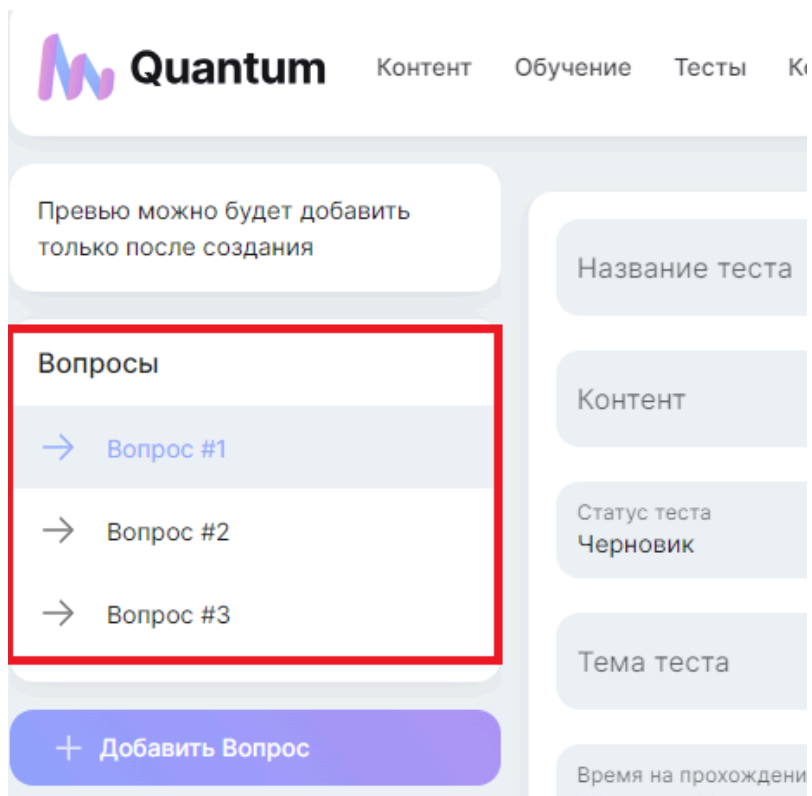 Quantum
Контент
Обучение
Тесты
Превью можно будет добавить
только после создания
Вопросы
Вопрос #1
Вопрос #2
Вопрос #3
Добавить Вопрос
Название теста
Контент
Статус теста
Черновик
Тема теста
Время на